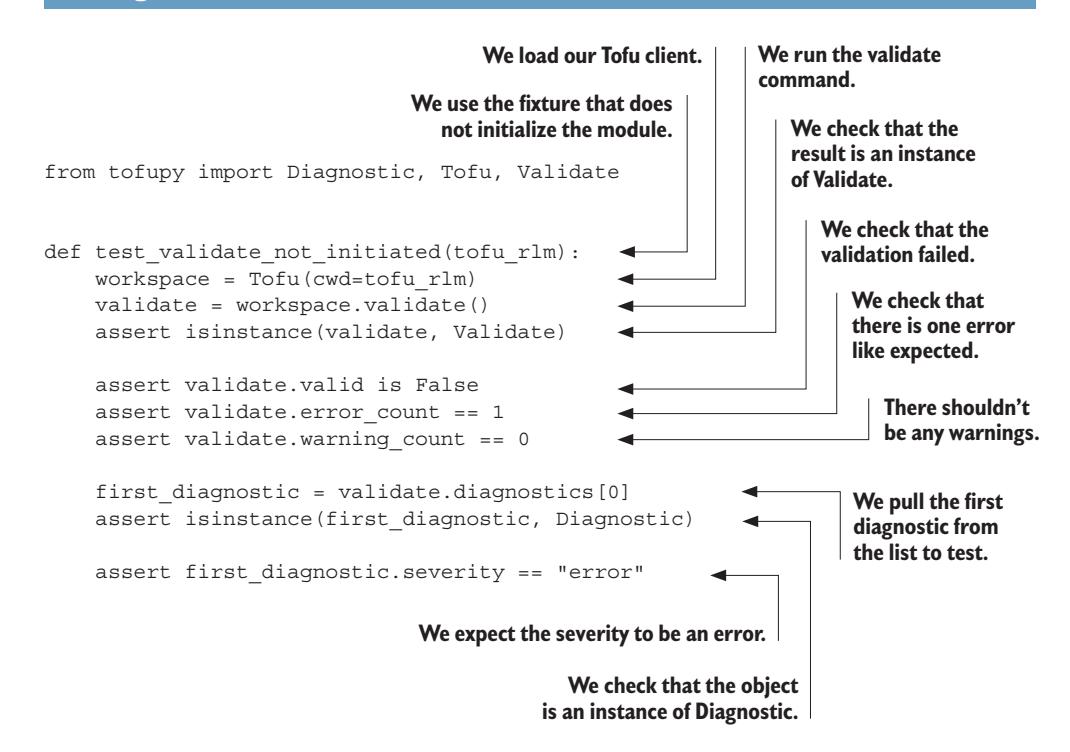 We load our Tofu client.
We run the validate
command.
We use the fixture that does
not initialize the module.
We check that the
result is an instance
of Validate.
from tofupy import Diagnostic, Tofu, Validate
We check that the
validation failed.
def test_validate_not_initiated(tofu_rlm):
    workspace = Tofu(cwd=tofu_rlm)
    validate = workspace.validate()
    assert isinstance(validate, Validate)
We check that
there is one error
like expected.
    assert validate.valid is False
    assert validate.error_count == 1
    assert validate.warning_count == 0
There shouldn't
be any warnings.
    first_diagnostic = validate.diagnostics[0]
    assert isinstance(first_diagnostic, Diagnostic)
We pull the first
diagnostic from
the list to test.
    assert first_diagnostic.severity == "error"
We expect the severity to be an error.
We check that the object
is an instance of Diagnostic.